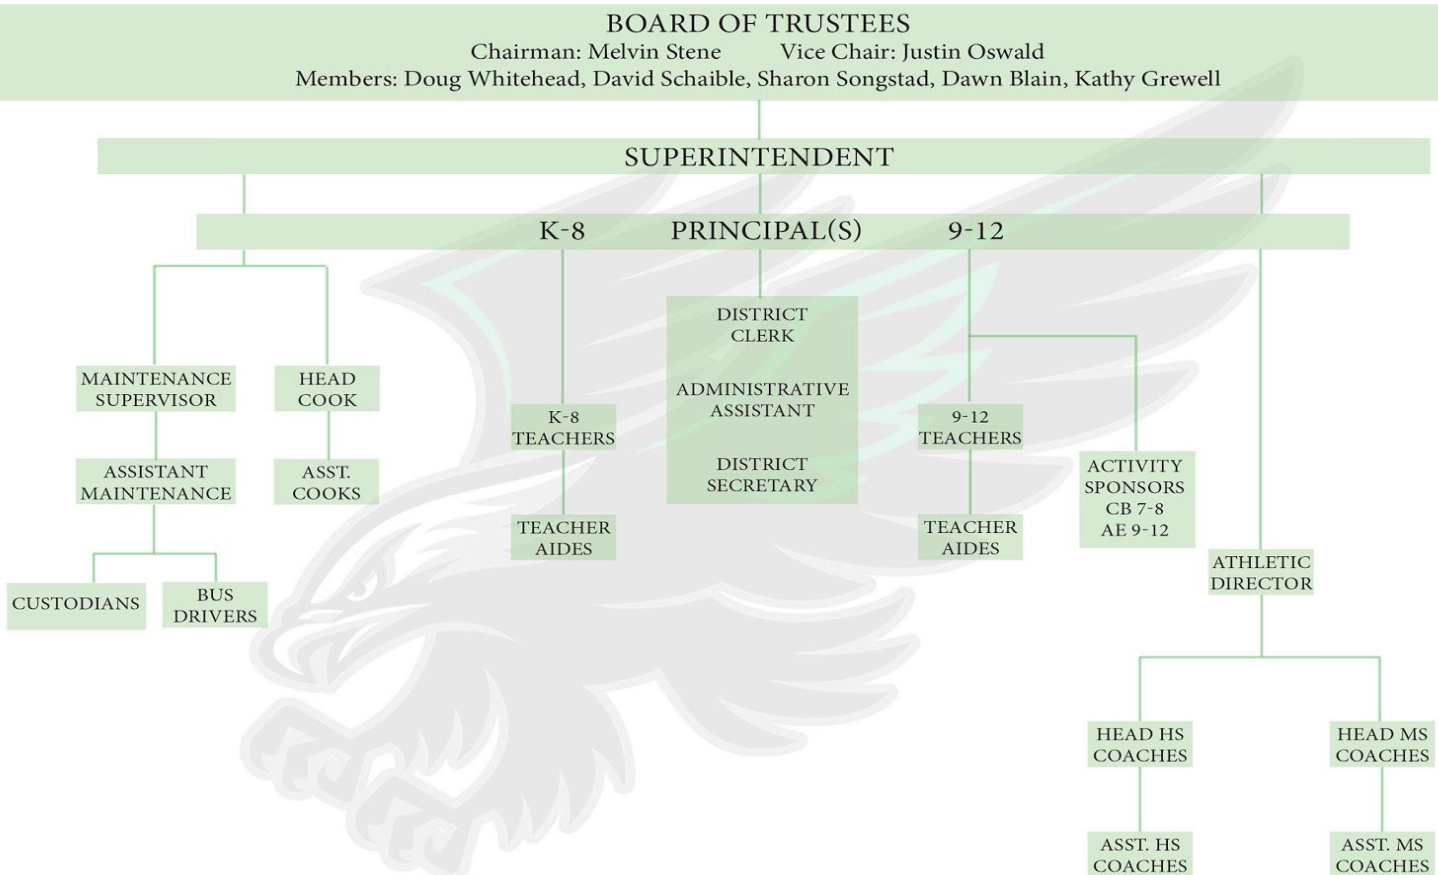 BOARD OF TRUSTEES
Chairman: Melvin Stene Vice Chair: Justin Oswald
Members: Doug Whitehead, David Schaible, Sharon Songstad, Dawn Blain, Kathy Grewell
SUPERINTENDENT
K-8 PRINCIPAL(S) 9-12
MAINTENANCE
SUPERVISOR
HEAD
COOK
ASSISTANT
MAINTENANCE
ASST.
COOKS
CUSTODIANS
BUS
DRIVERS
K-8
TEACHERS
TEACHER
AIDES
DISTRICT
CLERK
ADMINISTRATIVE
ASSISTANT
DISTRICT
SECRETARY
9-12
TEACHERS
TEACHER
AIDES
ACTIVITY
SPONSORS
CB 7-8
AE 9-12
ATHLETIC
DIRECTOR
HEAD HS
COACHES
HEAD MS
COACHES
ASST. HS
COACHES
ASST. MS
COACHES